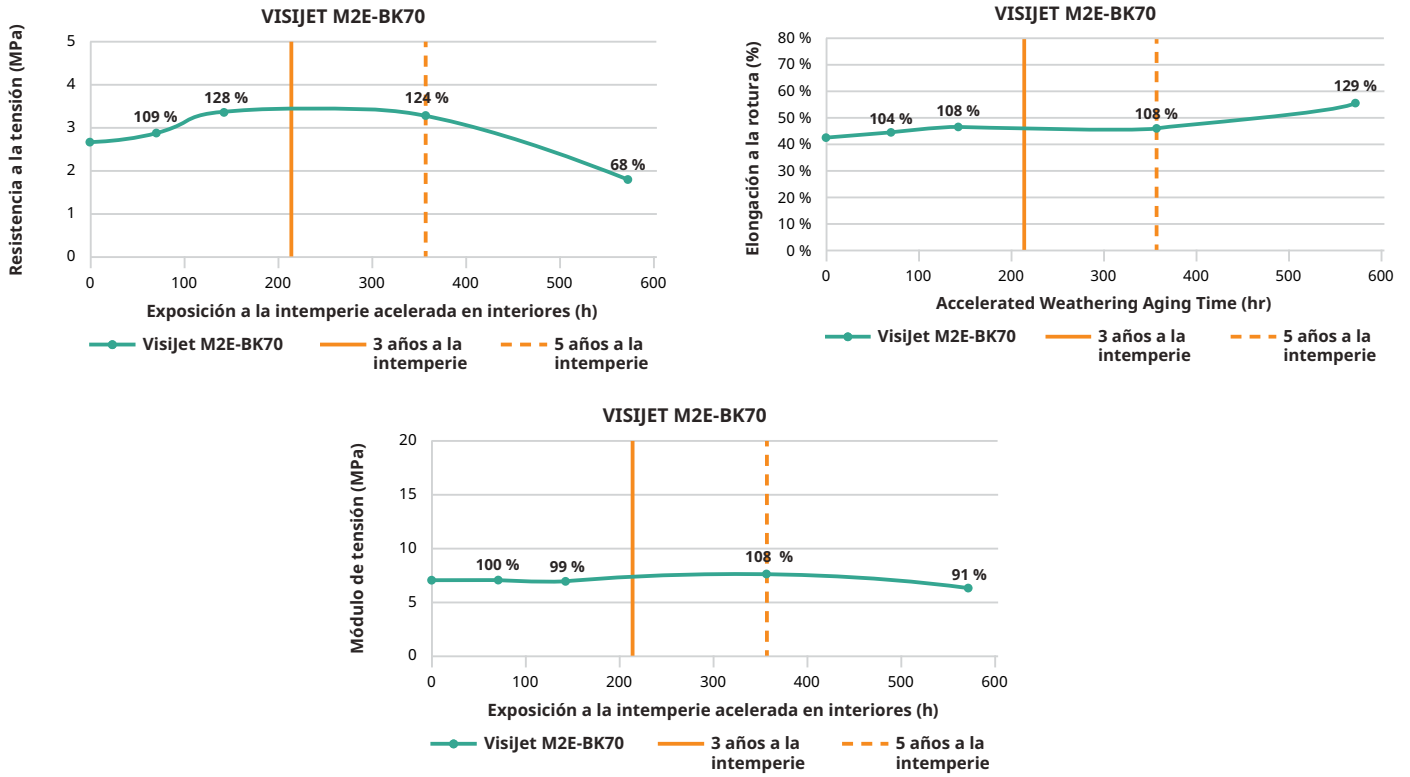 VISIJET M2E-BK70
Resistencia a la tensión (MPa)
5
4
3
2
1
0
109 %
128 %
124 %
68 %
0 100 200 300 400 500 600
Exposición a la intemperie acelerada en interiores (h)
VisiJet M2E-BK70
3 años a la
intemperie
5 años a la
intemperie
VISIJET M2E-BK70
Elongación a la rotura (%)
80 %
70 %
60 %
50 %
40 %
30 %
20 %
10 %
0 %
104 %
108 %
108 %
129 %
0 100 200 300 400 500 600
Accelerated Weathering Aging Time (hr)
VisiJet M2E-BK70
3 años a la
intemperie
5 años a la
intemperie
VISIJET M2E-BK70
Módulo de tensión (MPa)
20
15
10
5
0
100 %
99 %
108 %
91 %
0 100 200 300 400 500 600
Exposición a la intemperie acelerada en interiores (h)
VisiJet M2E-BK70
3 años a la
intemperie
5 años a la
intemperie